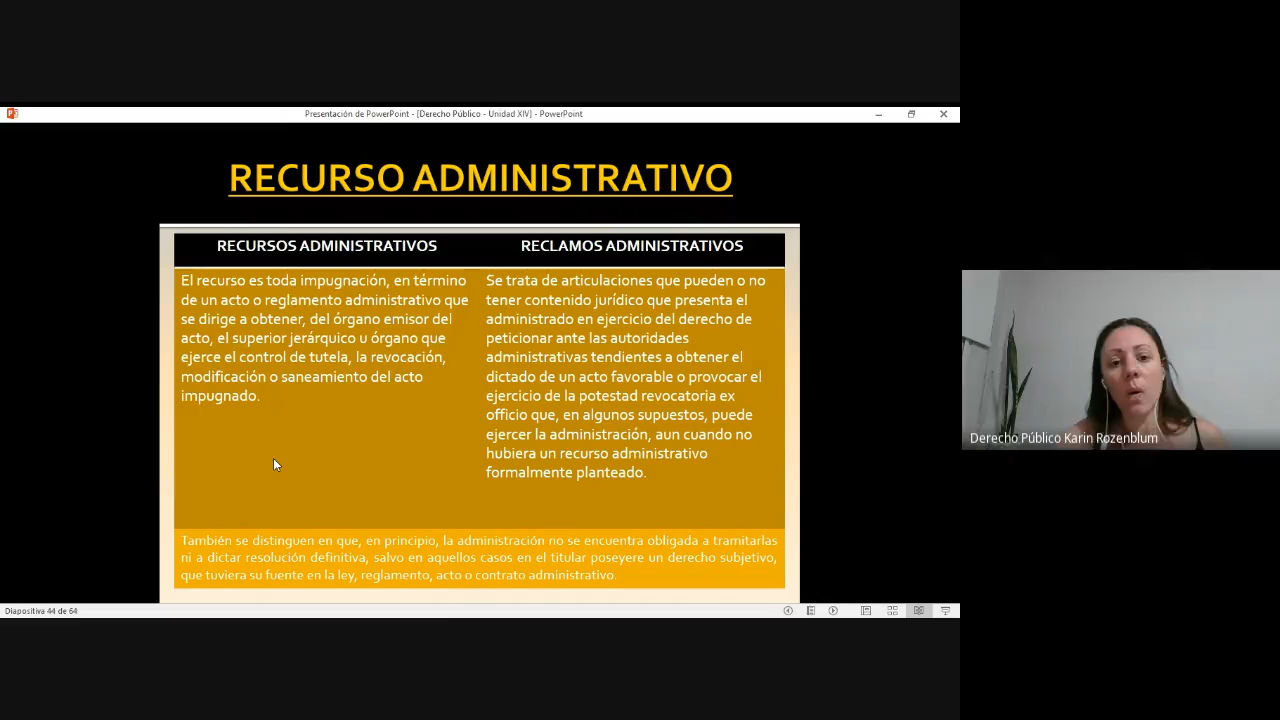 Presentación de PowerPoint - [Derecho Público - Unidad XIV] - PowerPoint
RECURSO ADMINISTRATIVO
RECURSOS ADMINISTRATIVOS
El recurso es toda impugnación, en término
de un acto o reglamento administrativo que
se dirige a obtener, del órgano emisor del
acto, el superior jerárquico u órgano que
ejerce el control de tutela, la revocación,
modificación o saneamiento del acto
impugnado.
RECLAMOS ADMINISTRATIVOS
Se trata de articulaciones que pueden o no
tener contenido jurídico que presenta el
administrado en ejercicio del derecho de
peticionar ante las autoridades
administrativas tendientes a obtener el
dictado de un acto favorable o provocar el
ejercicio de la potestad revocatoria ex
officio que, en algunos supuestos, puede
ejercer la administración, aun cuando no
hubiera un recurso administrativo
formalmente planteado.
También se distinguen en que, en principio, la administración no se encuentra obligada a tramitarlas
ni a dictar resolución definitiva, salvo en aquellos casos en el titular poseyere un derecho subjetivo,
que tuviera su fuente en la ley, reglamento, acto o contrato administrativo.
Diapositiva 44 de 64
Derecho Público Karin Rozenblum